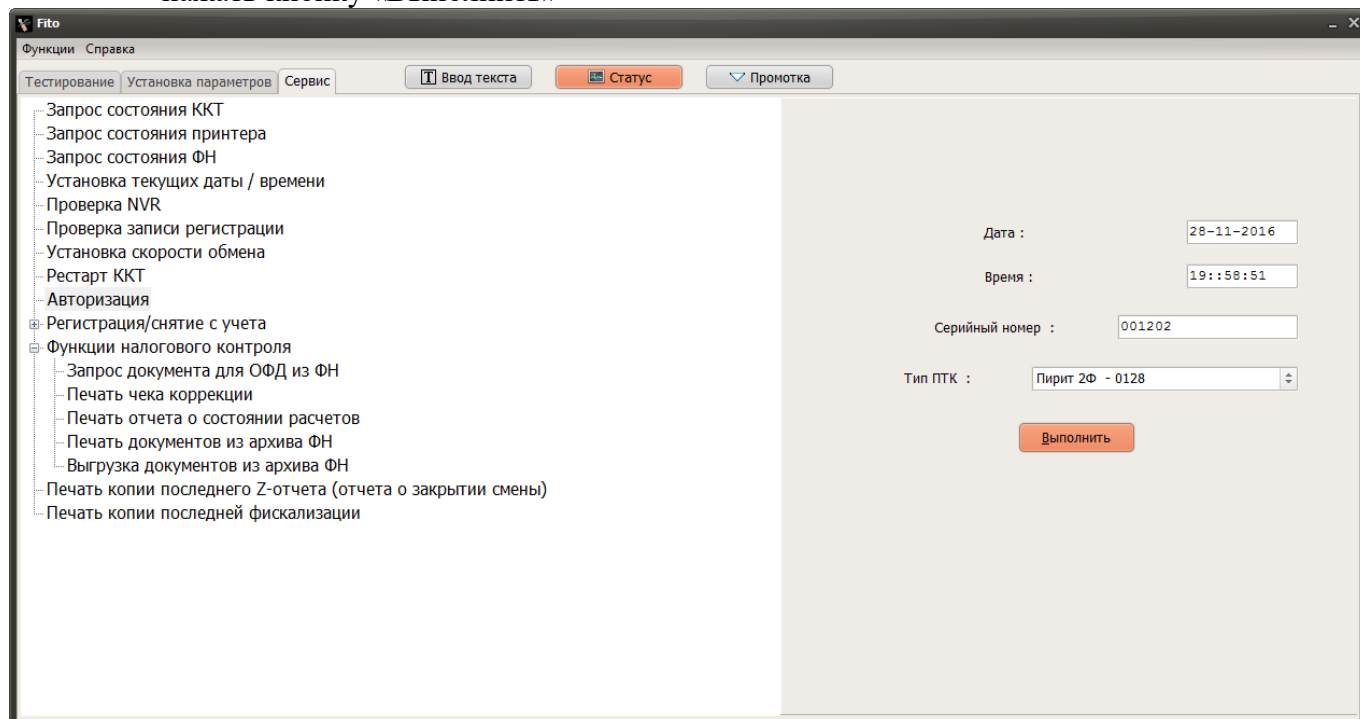 нажать кнопку «Выполнить»
Fito
Функции Справка
Тестирование Установка параметров Сервис Ввод текста Статус Промотка
Запрос состояния ККТ
Запрос состояния принтера
Запрос состояния ФН
Установка текущих даты / времени
Проверка NVR
Проверка записи регистрации
Установка скорости обмена
Рестарт ККТ
Авторизация
Регистрация/снятие с учета
Функции налогового контроля
Запрос документа для ОФД из ФН
Печать чека коррекции
Печать отчета о состоянии расчетов
Печать документов из архива ФН
Выгрузка документов из архива ФН
Печать копии последнего Z-отчета (отчета о закрытии смены)
Печать копии последней фискализации
Дата : 28-11-2016
Время : 19::58:51
Серийный номер : 001202
Тип ПТК : Пирит 2Ф - 0128
Выполнить